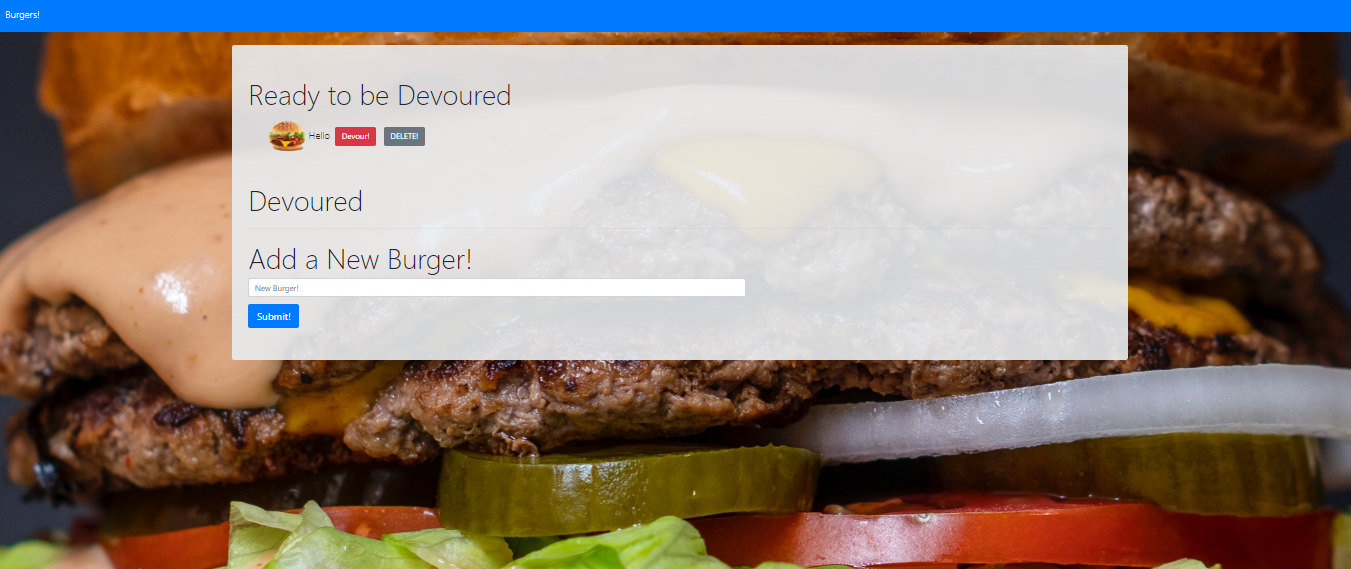 Burgers!
Ready to be Devoured
Hello Devour! DELETE!
Devoured
Add a New Burger!
New Burger!
Submit!